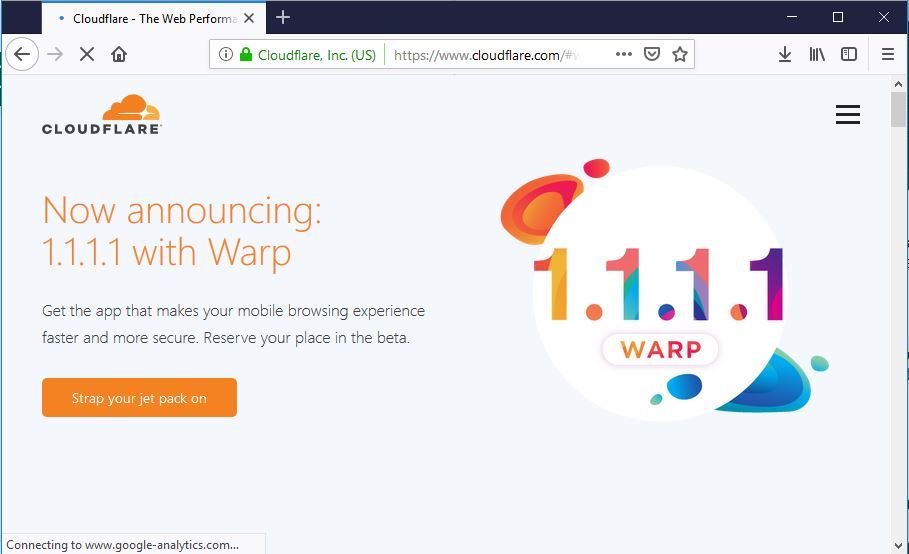 Cloudflare - The Web Performa
Cloudflare, Inc. (US)
https://www.cloudflare.com/#w
CLOUDFLARE
Now announcing:
1.1.1.1 with Warp
Get the app that makes your mobile browsing experience
faster and more secure. Reserve your place in the beta.
Strap your jet pack on
1.1.1.1
WARP
Connecting to www.google-analytics.com...